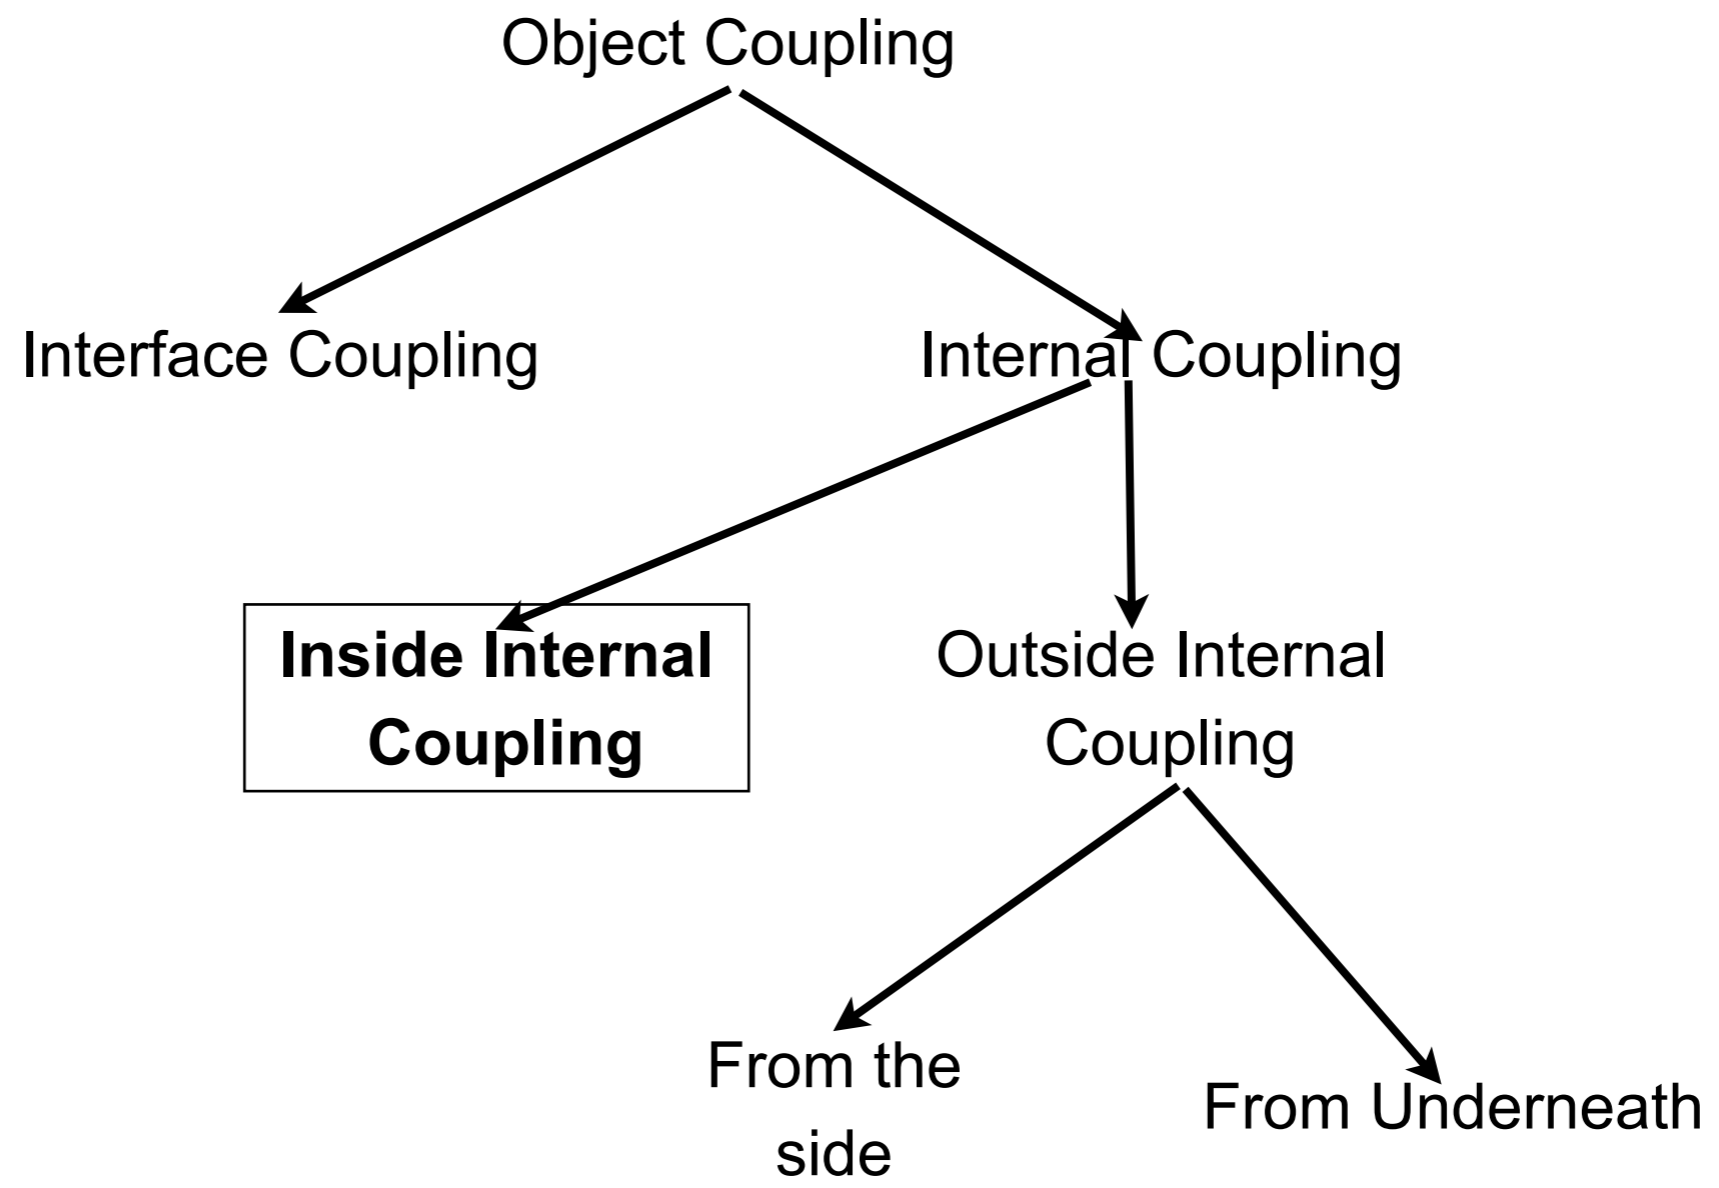 Object Coupling
Interface Coupling
Internal Coupling
Inside Internal
Coupling
Outside Internal
Coupling
From the
side
From Underneath